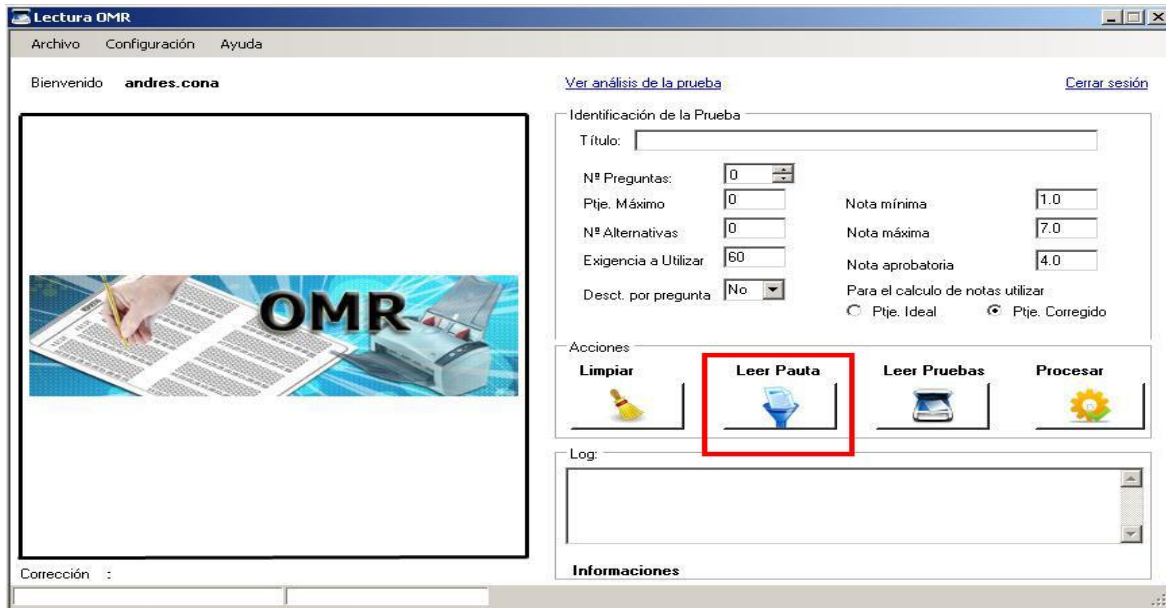 Lectura OMR
Archivo Configuración Ayuda
Bienvenido andres.cona
Ver análisis de la prueba
Cerrar sesión
OMR
Identificación de la Prueba
Título:
Nº Preguntas: 0
Ptje. Máximo 0
Nota mínima 1.0
Nº Alternativas 0
Nota máxima 7.0
Exigencia a Utilizar 60
Nota aprobatoria 4.0
Desct. por pregunta No
Para el calculo de notas utilizar
Ptje. Ideal Ptje. Corregido
Acciones
Limpiar Leer Pauta Leer Pruebas Procesar
Log:
Informaciones
Corrección :